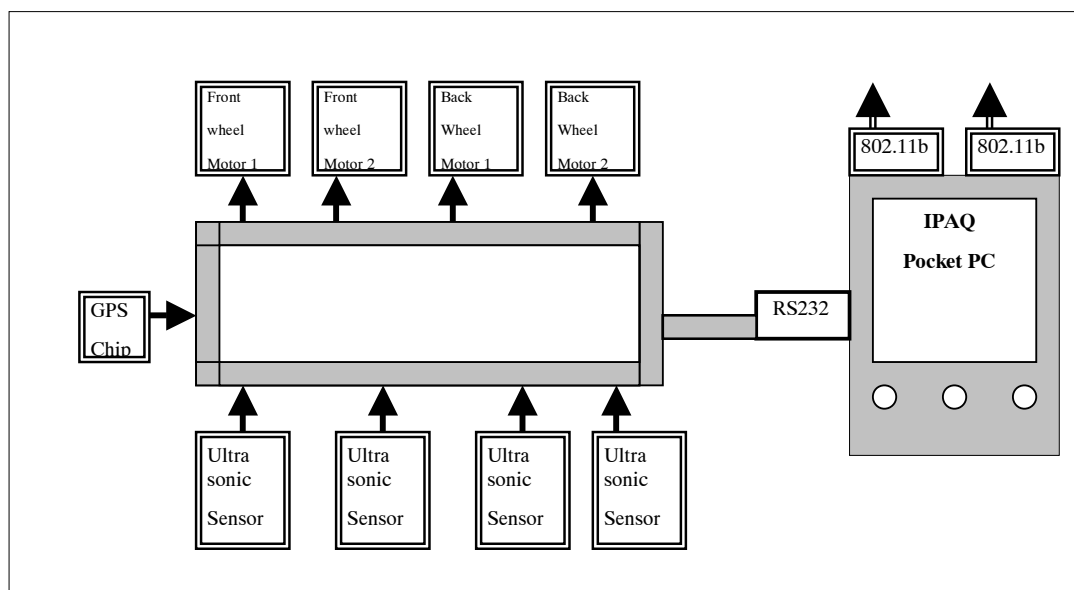 Front
wheel
Motor 1
Front
wheel
Motor 2
Back
Wheel
Motor 1
Back
Wheel
Motor 2
802.11b
802.11b
IPAQ
Pocket PC
GPS
Chip
RS232
Ultra
sonic
Sensor
Ultra
sonic
Sensor
Ultra
sonic
Sensor
Ultra
sonic
Sensor